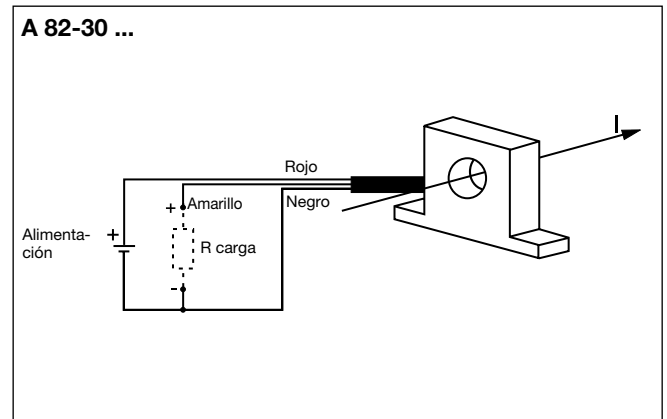 A 82-30 ...
I
Rojo
+ Amarillo
Negro
Alimenta-
ción
+
R carga
-